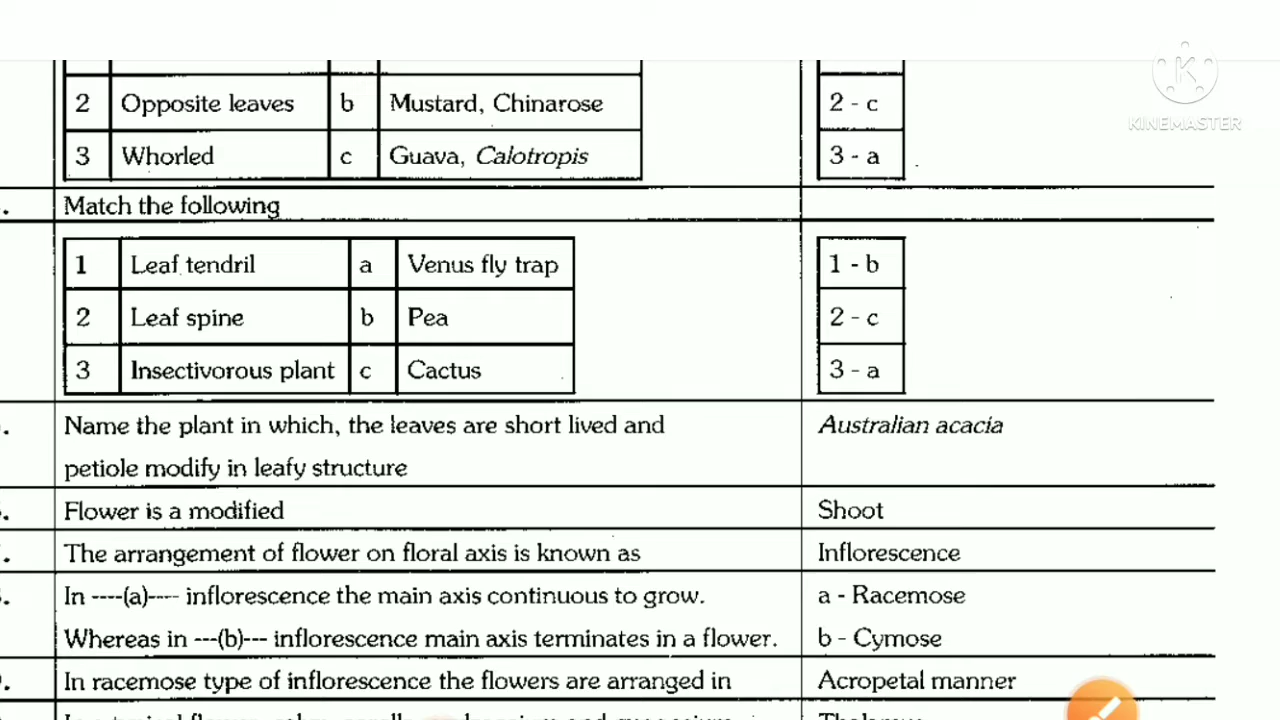 KINEMASTER
2 Opposite leaves b Mustard, Chinarose 2 - c
3 Whorled c Guava, Calotropis 3 - a
Match the following
1 Leaf tendril a Venus fly trap 1 - b
2 Leaf spine b Pea 2 - c
3 Insectivorous plant c Cactus 3 - a
Name the plant in which, the leaves are short lived and Australian acacia
petiole modify in leafy structure
Flower is a modified Shoot
The arrangement of flower on floral axis is known as Inflorescence
In ----(a)---- inflorescence the main axis continuous to grow. a - Racemose
Whereas in ---(b)--- inflorescence main axis terminates in a flower. b - Cymose
In racemose type of inflorescence the flowers are arranged in Acropetal manner